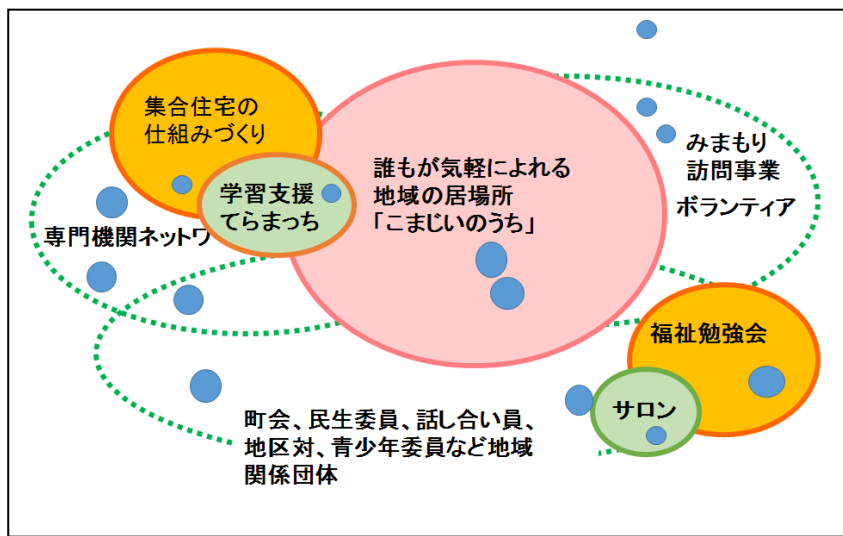 集合住宅の
仕組みづくり
学習支援
てらまっち
専門機関ネットワ
誰もが気軽によれる
地域の居場所
「こまじいのうち」
みまもり
訪問事業
ボランティア
福祉勉強会
サロン
町会、民生委員、話し合い員、
地区対、青少年委員など地域
関係団体